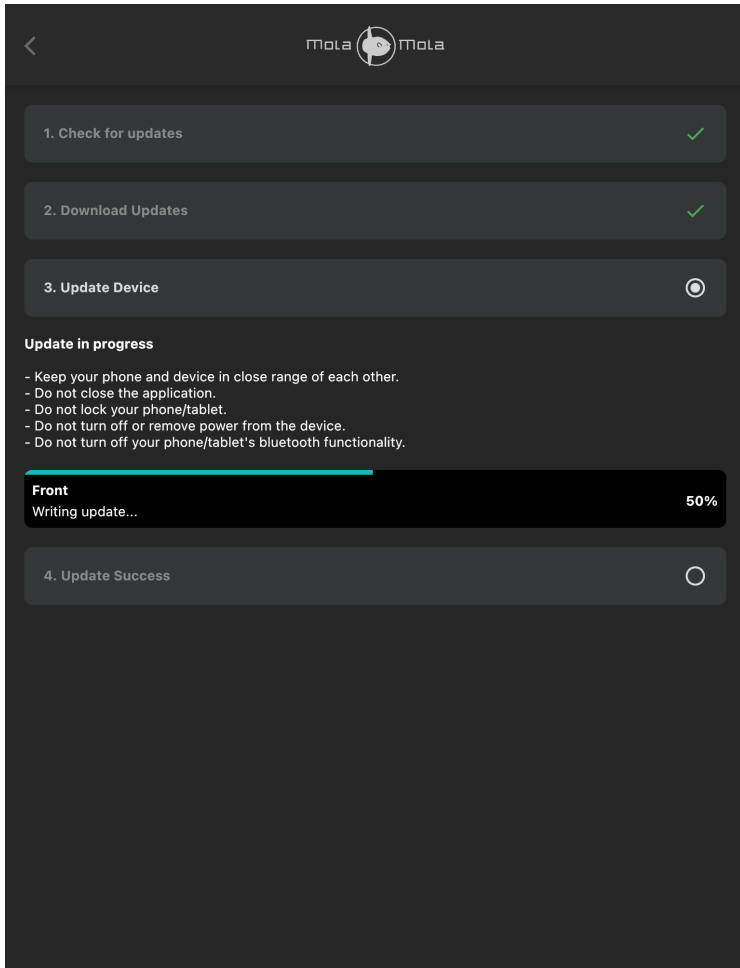 mola mola
1. Check for updates
2. Download Updates
3. Update Device
Update in progress
- Keep your phone and device in close range of each other.
- Do not close the application.
- Do not lock your phone/tablet.
- Do not turn off or remove power from the device.
- Do not turn off your phone/tablet's bluetooth functionality.
Front
50%
Writing update...
4. Update Success